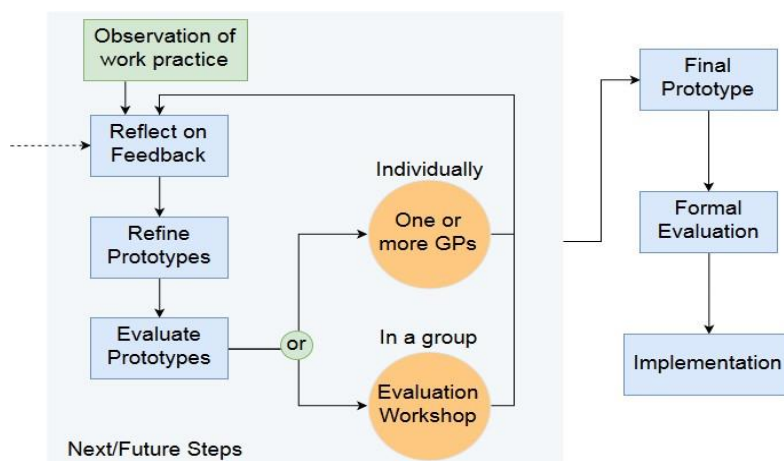 Observation of
work practice
Reflect on
Feedback
Refine
Prototypes
Evaluate
Prototypes
or
Individually
One or
more GPs
In a group
Evaluation
Workshop
Next/Future Steps
Final
Prototype
Formal
Evaluation
Implementation